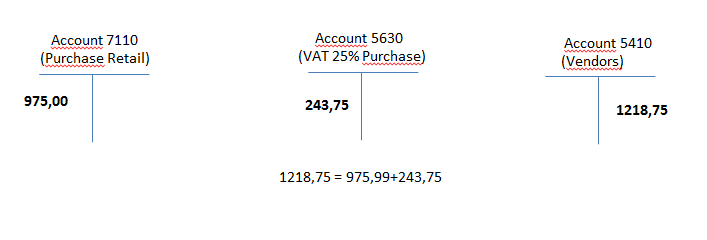 Account 7110
(Purchase Retail)
Account 5630
(VAT 25% Purchase)
Account 5410
(Vendors)
975,00
243,75
1218,75
1218,75 = 975,99+243,75